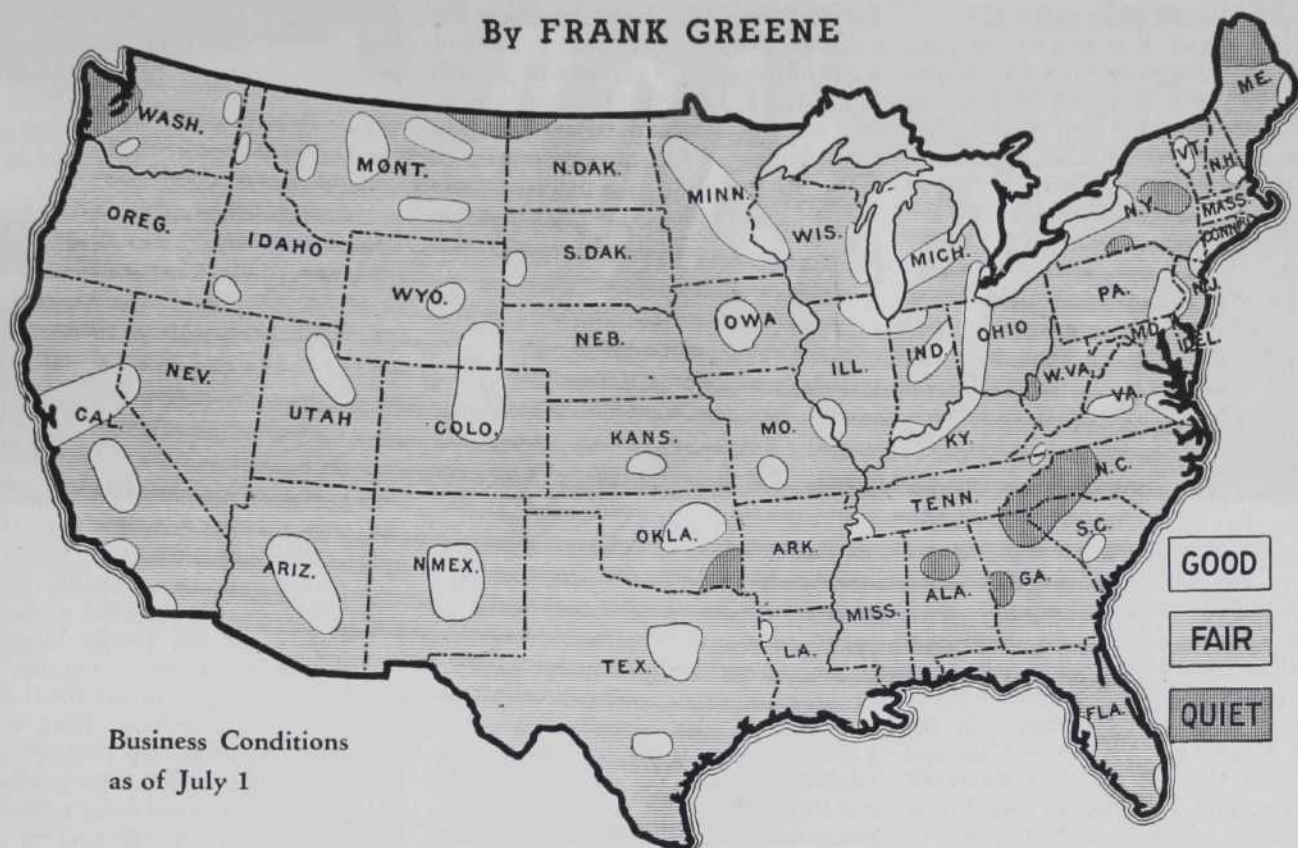 By FRANK GREENE
WASH.
MONT.
N.DAK.
MINN.
ME.
VT.
N.H.
OREG.
IDAHO
S.DAK.
WIS.
MICH.
N.Y.
MASS.
CONN.
R.I.
WYO.
IOWA
PA.
N.J.
NEV.
UTAH
COLO.
NEB.
ILL.
IND.
OHIO
MD.
DEL.
W.VA.
VA.
CAL.
KANS.
MO.
KY.
N.C.
TENN.
S.C.
ARIZ.
N.MEX.
OKLA.
ARK.
MISS.
ALA.
GA.
TEX.
LA.
FLA.
GOOD
FAIR
QUIET
Business Conditions
as of July 1